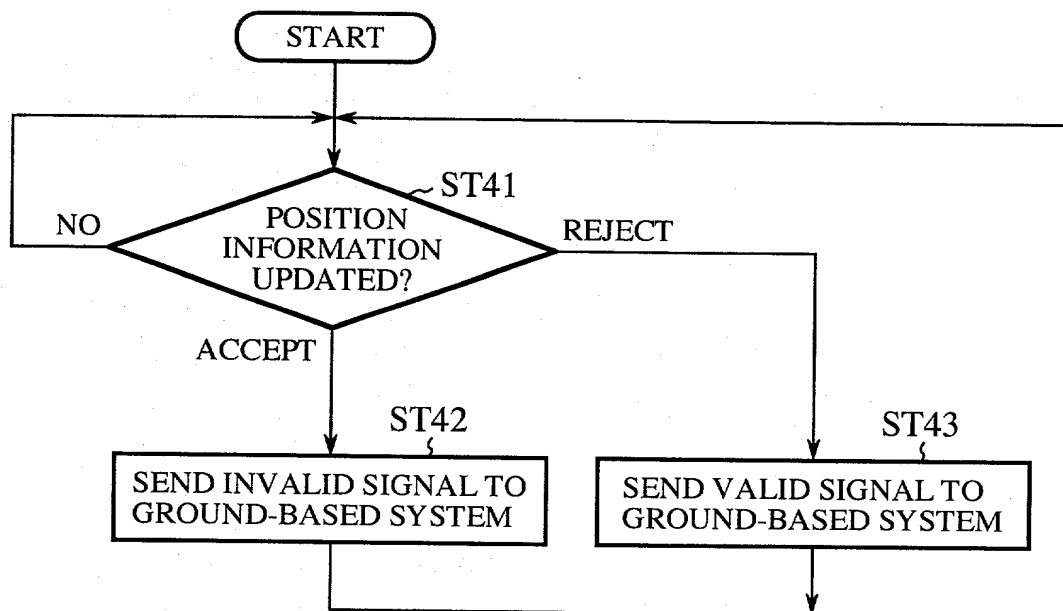 START
ST41
NO
POSITION
INFORMATION
UPDATED?
REJECT
ACCEPT
ST42
ST43
SEND INVALID SIGNAL TO
GROUND-BASED SYSTEM
SEND VALID SIGNAL TO
GROUND-BASED SYSTEM